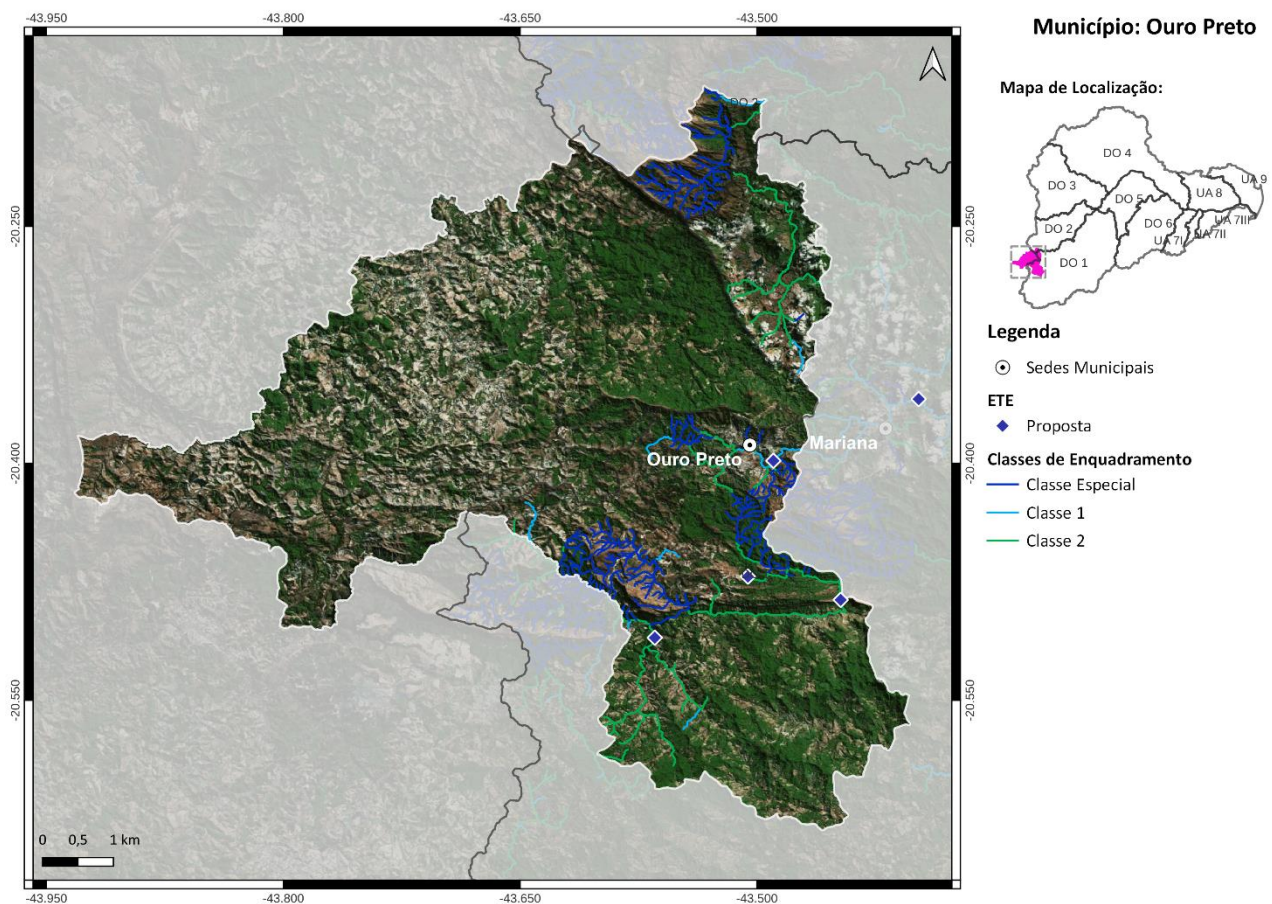 Município: Ouro Preto
-43.950
-43.800
-43.650
-43.500
-20.250
-20.400
-20.550
-20.250
-20.400
-20.550
DO 2
Mariana
Ouro Preto
0 0,5 1 km
-43.950
-43.800
-43.650
-43.500
Mapa de Localização:
DO 4
DO 3
UA 8
UA 9
DO 5
DO 2
DO 6
UA 7III
UA 7II
UA 7I
DO 1
Legenda
Sedes Municipais
ETE
Proposta
Classes de Enquadramento
Classe Especial
Classe 1
Classe 2